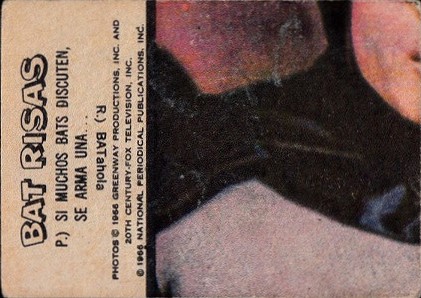 BAT RISAS
P.) SI MUCHOS BATS DISCUTEN,
SE ARMA UNA...
R.) BATahola
PHOTOS © 1966 GREENWAY PRODUCTIONS, INC. AND
20TH CENTURY-FOX TELEVISION, INC.
© 1966 NATIONAL PERIODICAL PUBLICATIONS, INC.